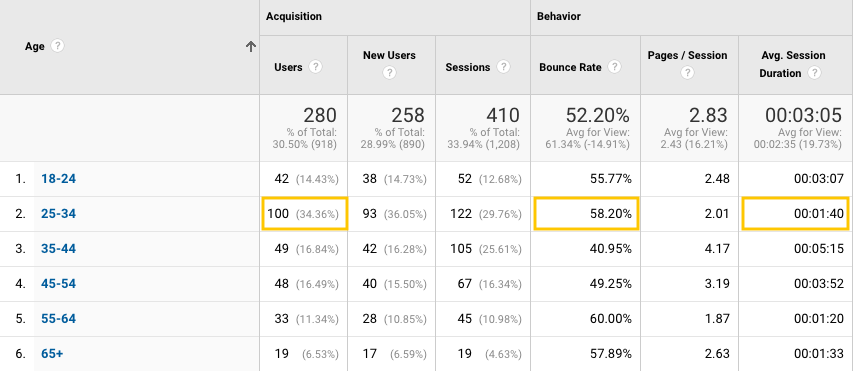 Acquisition Behavior
Age ? Users ? New Users ? Sessions ? Bounce Rate ? Pages / Session ? Avg. Session Duration ?
280 258 410 52.20% 2.83 00:03:05
% of Total: % of Total: % of Total: Avg for View: Avg for View: Avg for View:
30.50% (918) 28.99% (890) 33.94% (1,208) 61.34% (-14.91%) 2.43 (16.21%) 00:02:35 (19.73%)
1. 18-24 42 (14.43%) 38 (14.73%) 52 (12.68%) 55.77% 2.48 00:03:07
2. 25-34 100 (34.36%) 93 (36.05%) 122 (29.76%) 58.20% 2.01 00:01:40
3. 35-44 49 (16.84%) 42 (16.28%) 105 (25.61%) 40.95% 4.17 00:05:15
4. 45-54 48 (16.49%) 40 (15.50%) 67 (16.34%) 49.25% 3.19 00:03:52
5. 55-64 33 (11.34%) 28 (10.85%) 45 (10.98%) 60.00% 1.87 00:01:20
6. 65+ 19 (6.53%) 17 (6.59%) 19 (4.63%) 57.89% 2.63 00:01:33